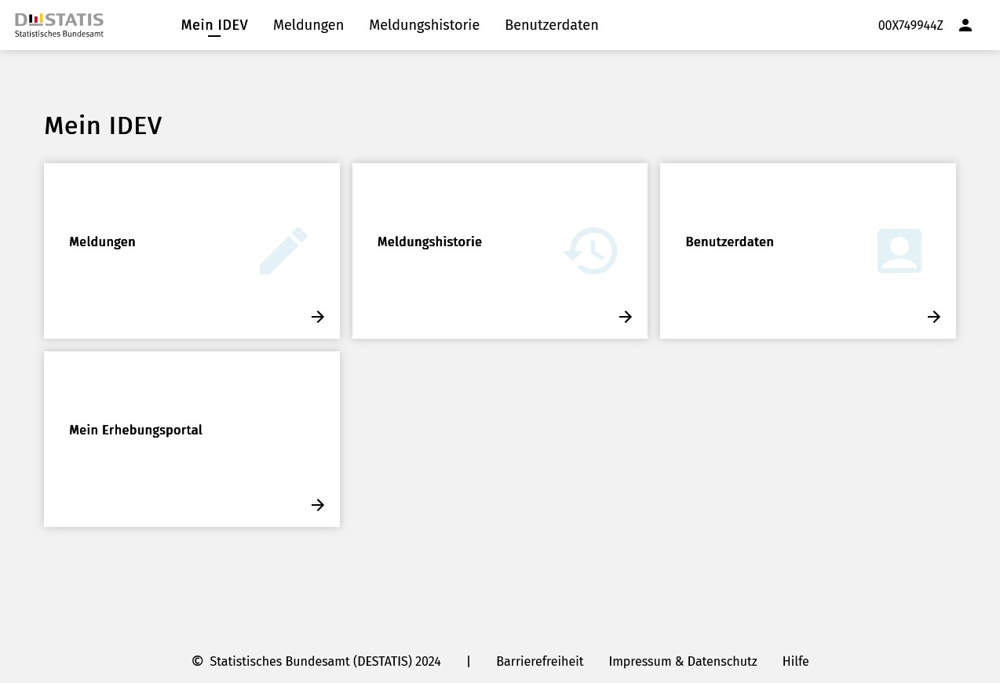 DESTATIS
Statistisches Bundesamt
Mein IDEV
Meldungen
Meldungshistorie
Benutzerdaten
00X749944Z
Mein IDEV
Meldungen
Meldungshistorie
Benutzerdaten
Mein Erhebungsportal
© Statistisches Bundesamt (DESTATIS) 2024 | Barrierefreiheit Impressum & Datenschutz Hilfe